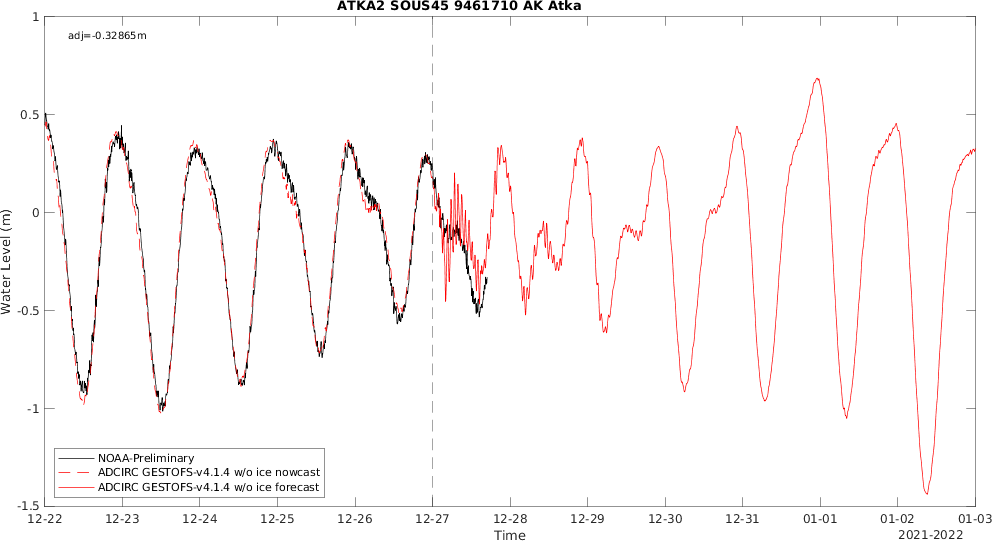 ATKA2 SOUS45 9461710 AK Atka
adj=-0.32865m
Water Level (m)
1
0.5
0
-0.5
-1
-1.5
NOAA-Preliminary
ADCIRC GESTOFS-v4.1.4 w/o ice nowcast
ADCIRC GESTOFS-v4.1.4 w/o ice forecast
12-22 12-23 12-24 12-25 12-26 12-27 12-28 12-29 12-30 12-31 01-01 01-02 01-03
Time
2021-2022